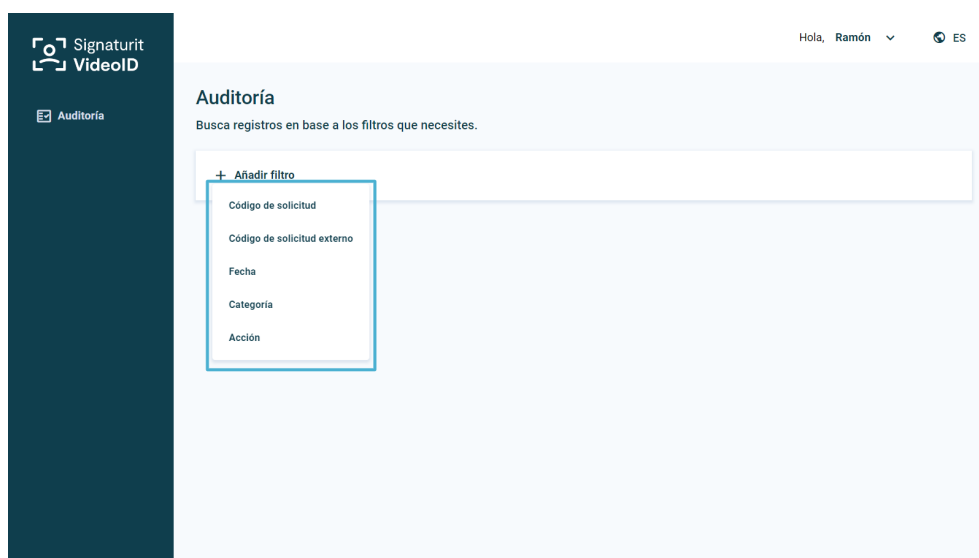 Signaturit
VideoID
Hola, Ramón
ES
Auditoría
Auditoría
Busca registros en base a los filtros que necesites.
+ Añadir filtro
Código de solicitud
Código de solicitud externo
Fecha
Categoría
Acción